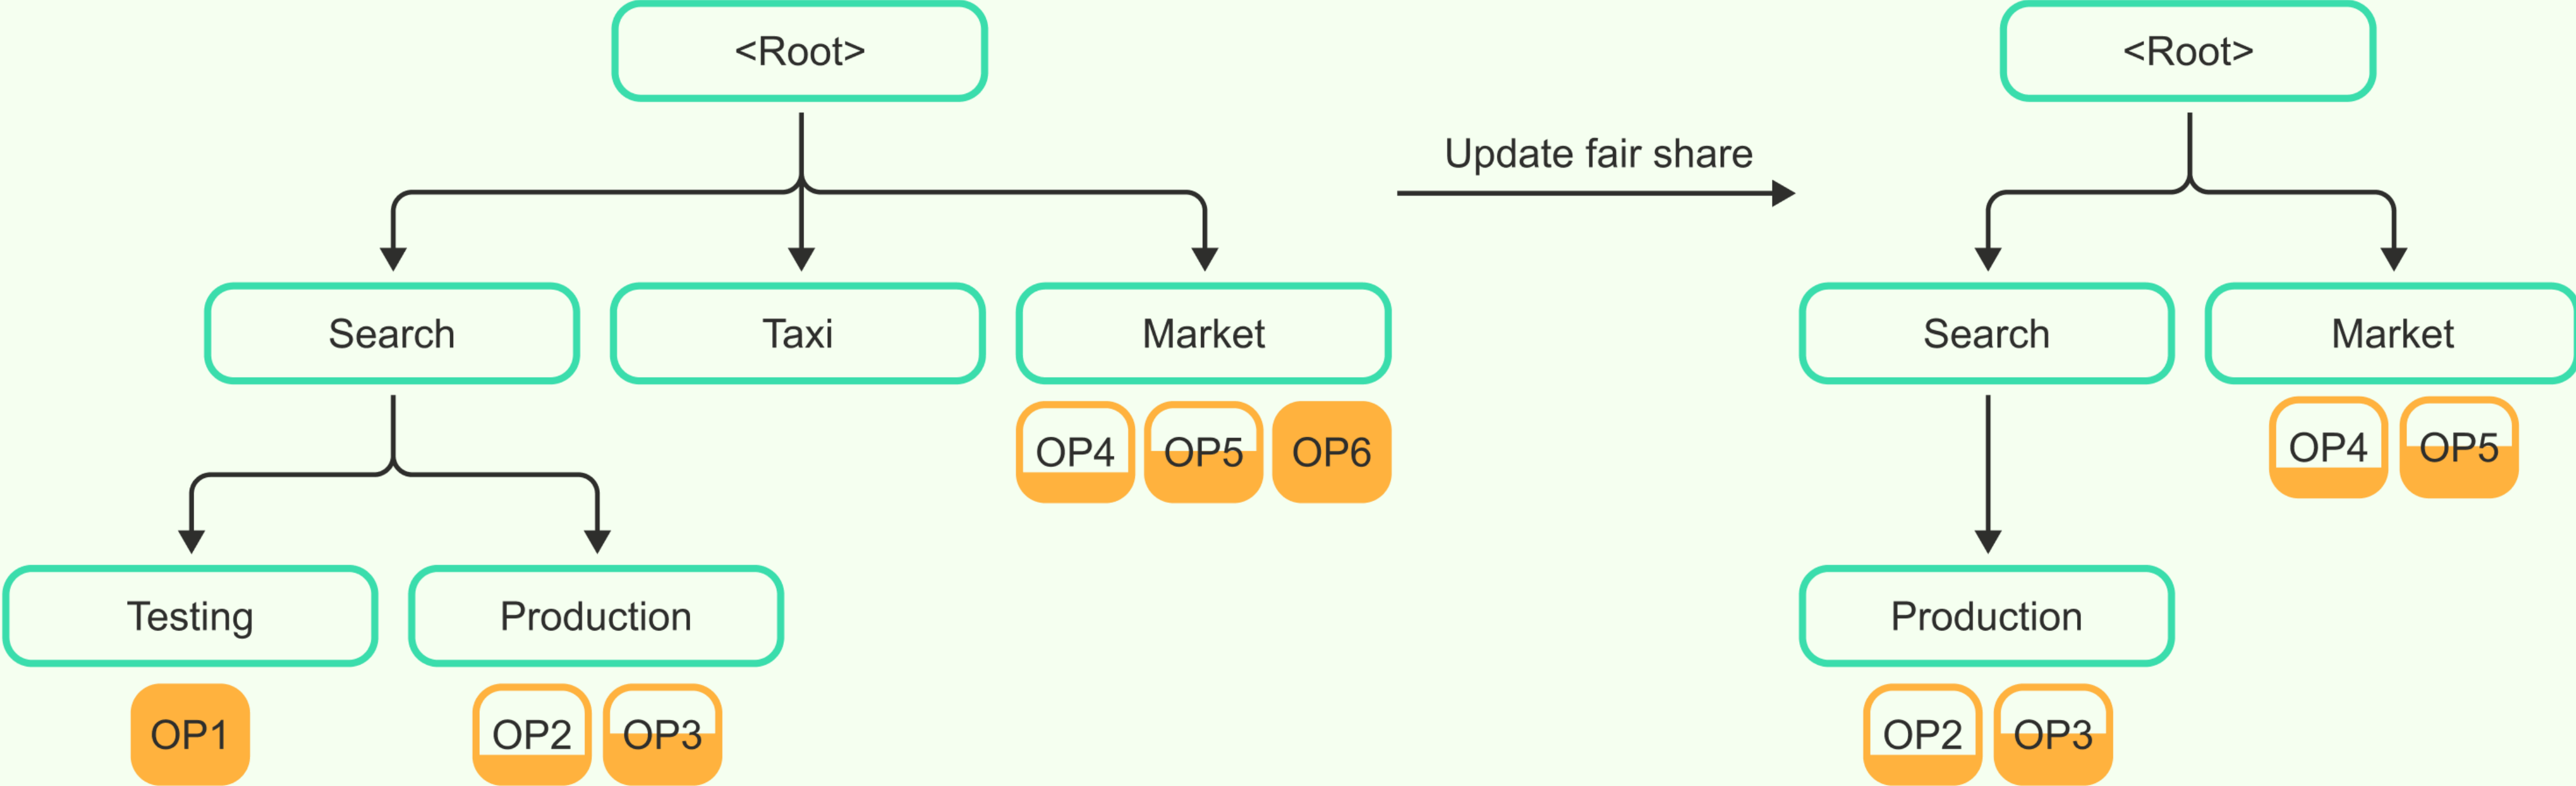 <Root>
Search
Taxi
Market
OP4
OP5
OP6
Testing
Production
OP1
OP2
OP3
Update fair share
<Root>
Search
Market
OP4
OP5
Production
OP2
OP3